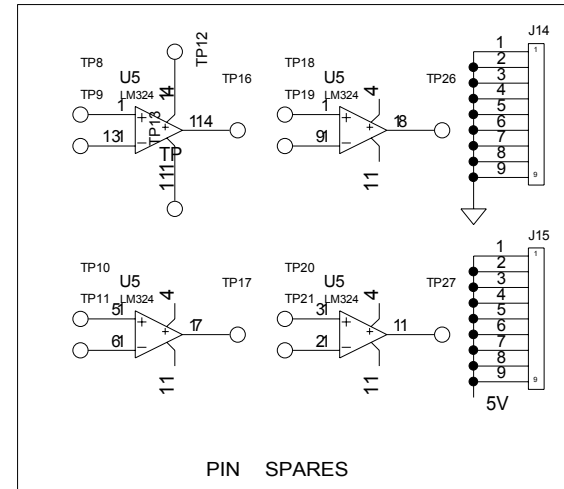 TP12
J14
TP8
TP18
U5
U5
TP9
LM324
14
TP16
TP19
LM324
4
TP26
1
+
TP13
+
114
1
+
+
18
131
−
TP
91
−
111
11
1
2
3
4
5
6
7
8
9
1
9
J15
TP10
TP20
U5
U5
TP11
LM324
4
TP17
TP21
LM324
4
TP27
51
+
+
17
31
+
+
11
61
−
21
−
11
11
1
2
3
4
5
6
7
8
9
1
9
5V
PIN SPARES